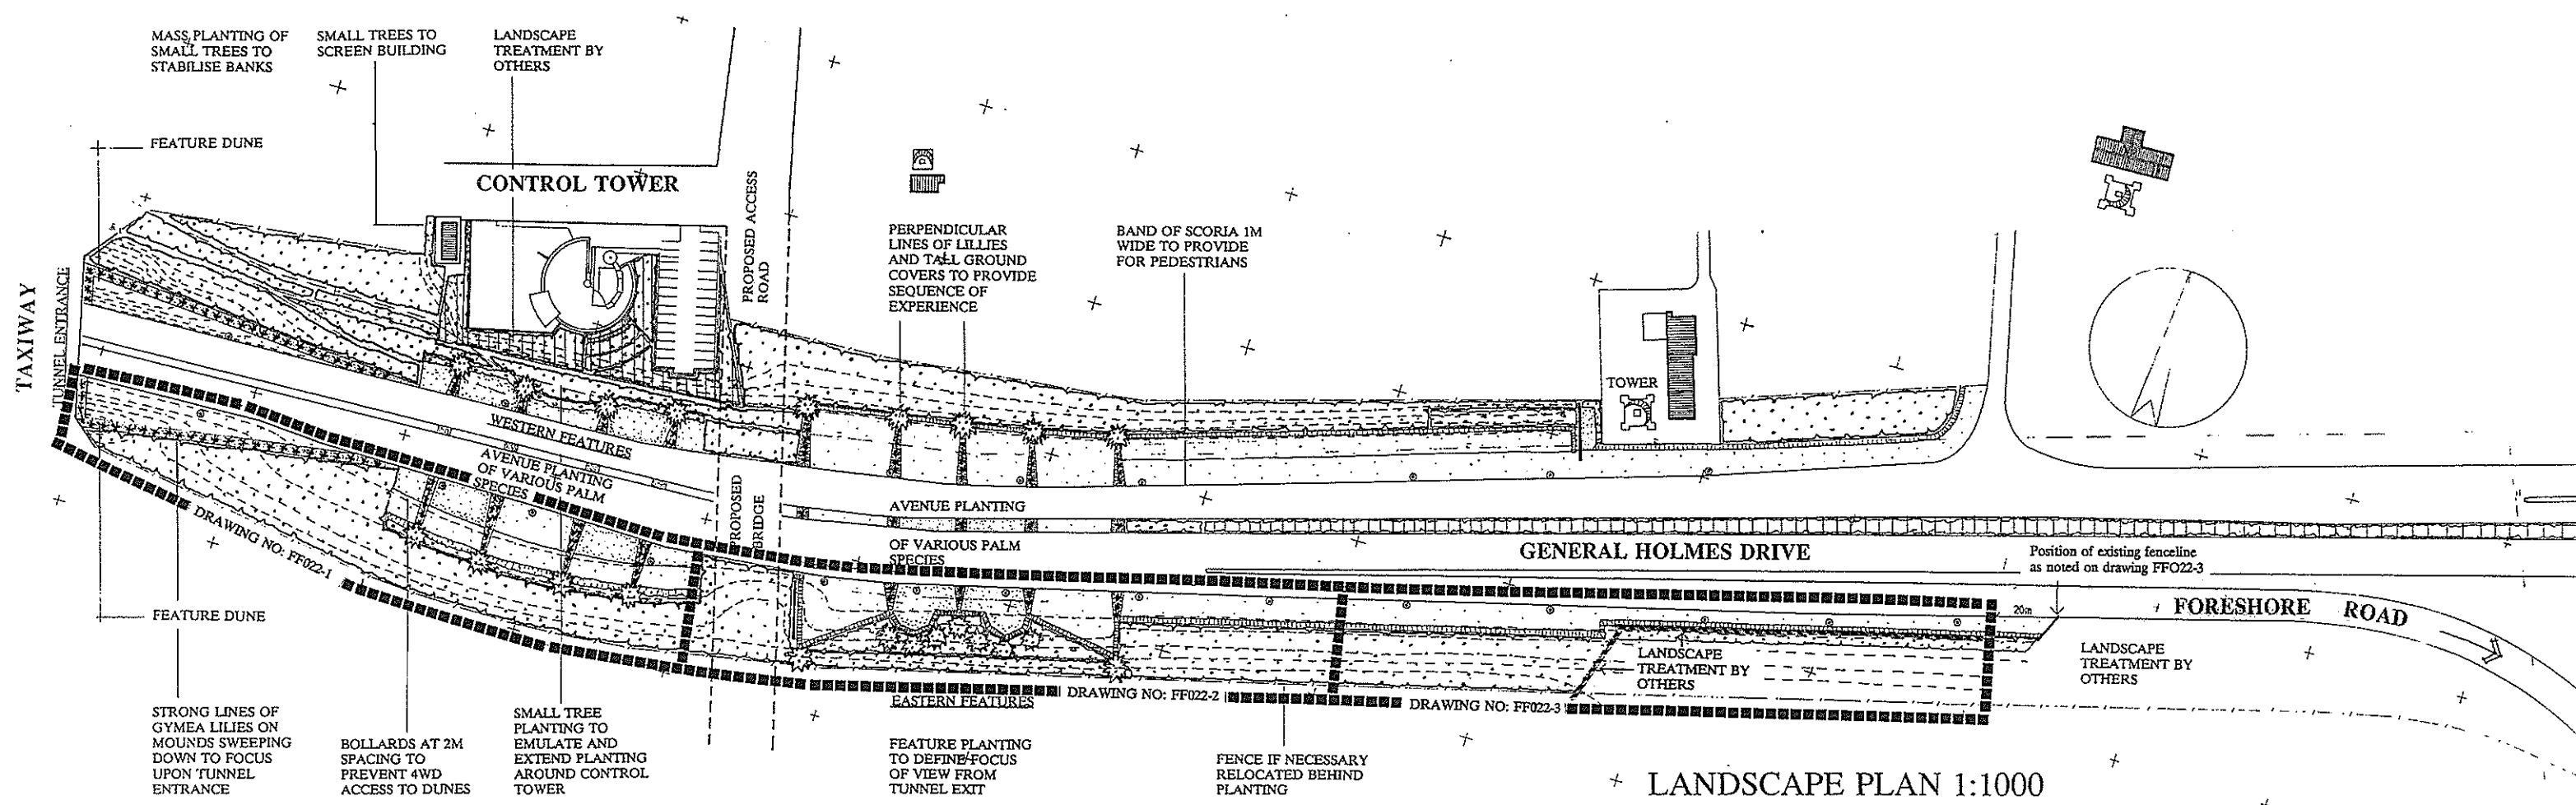 MASS PLANTING OF
SMALL TREES TO
STABILISE BANKS
SMALL TREES TO
SCREEN BUILDING
LANDSCAPE
TREATMENT BY
OTHERS
FEATURE DUNE
CONTROL TOWER
PROPOSED ACCESS
ROAD
PERPENDICULAR
LINES OF LILLIES
AND TALL GROUND
COVERS TO PROVIDE
SEQUENCE OF
EXPERIENCE
BAND OF SCORIA 1M
WIDE TO PROVIDE
FOR PEDESTRIANS
TAXIWAY
TUNNEL ENTRANCE
TOWER
WESTERN FEATURES
AVENUE PLANTING
OF VARIOUS PALM
SPECIES
PROPOSED
BRIDGE
AVENUE PLANTING
OF VARIOUS PALM
SPECIES
GENERAL HOLMES DRIVE
Position of existing fenceline
as noted on drawing FFO22-3
20m
FORESHORE ROAD
DRAWING NO: FF022-1
FEATURE DUNE
LANDSCAPE
TREATMENT BY
OTHERS
LANDSCAPE
TREATMENT BY
OTHERS
DRAWING NO: FF022-2
DRAWING NO: FF022-3
EASTERN FEATURES
STRONG LINES OF
GYMEA LILIES ON
MOUNDS SWEEPING
DOWN TO FOCUS
UPON TUNNEL
ENTRANCE
BOLLARDS AT 2M
SPACING TO
PREVENT 4WD
ACCESS TO DUNES
SMALL TREE
PLANTING TO
EMULATE AND
EXTEND PLANTING
AROUND CONTROL
TOWER
FEATURE PLANTING
TO DEFINE FOCUS
OF VIEW FROM
TUNNEL EXIT
FENCE IF NECESSARY
RELOCATED BEHIND
PLANTING
LANDSCAPE PLAN 1:1000